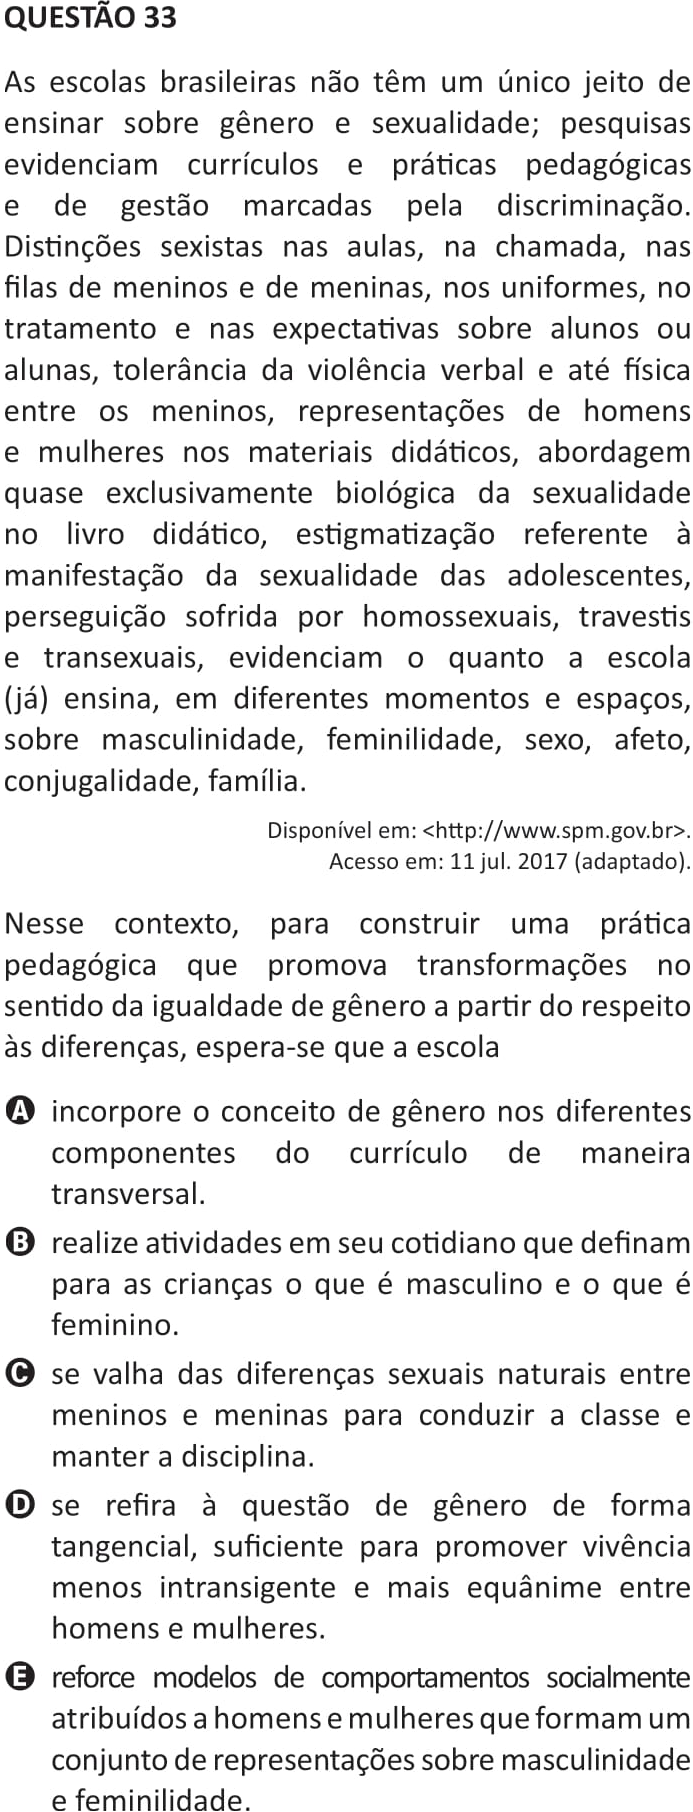 QUESTÃO 33
As escolas brasileiras não têm um único jeito de
ensinar sobre gênero e sexualidade; pesquisas
evidenciam currículos e práticas pedagógicas
e de gestão marcadas pela discriminação.
Distinções sexistas nas aulas, na chamada, nas
filas de meninos e de meninas, nos uniformes, no
tratamento e nas expectativas sobre alunos ou
alunas, tolerância da violência verbal e até física
entre os meninos, representações de homens
e mulheres nos materiais didáticos, abordagem
quase exclusivamente biológica da sexualidade
no livro didático, estigmatização referente à
manifestação da sexualidade das adolescentes,
perseguição sofrida por homossexuais, travestis
e transexuais, evidenciam o quanto a escola
(já) ensina, em diferentes momentos e espaços,
sobre masculinidade, feminilidade, sexo, afeto,
conjugalidade, família.
Disponível em: <http://www.spm.gov.br>.
Acesso em: 11 jul. 2017 (adaptado).
Nesse contexto, para construir uma prática
pedagógica que promova transformações no
sentido da igualdade de gênero a partir do respeito
às diferenças, espera-se que a escola
A incorpore o conceito de gênero nos diferentes
componentes do currículo de maneira
transversal.
B realize atividades em seu cotidiano que definam
para as crianças o que é masculino e o que é
feminino.
C se valha das diferenças sexuais naturais entre
meninos e meninas para conduzir a classe e
manter a disciplina.
D se refira à questão de gênero de forma
tangencial, suficiente para promover vivência
menos intransigente e mais equânime entre
homens e mulheres.
E reforce modelos de comportamentos socialmente
atribuídos a homens e mulheres que formam um
conjunto de representações sobre masculinidade
e feminilidade.